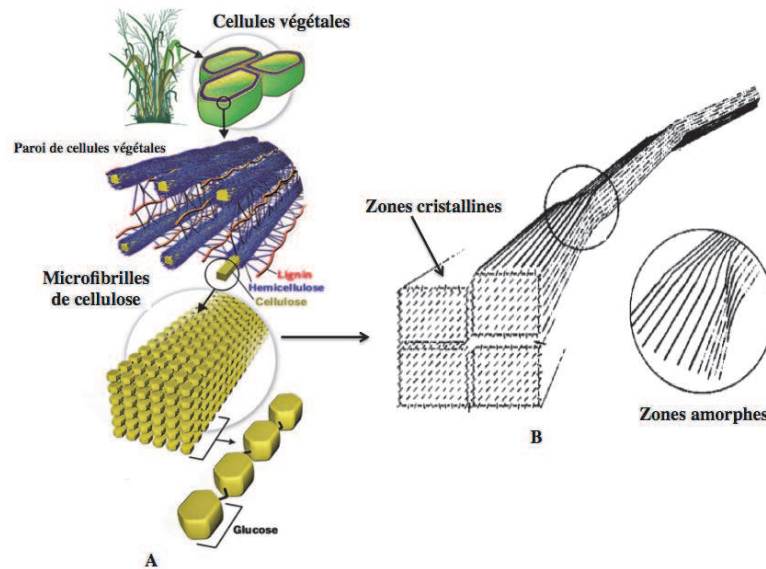 Cellules végétales
Paroi de cellules végétales
Lignin
Hemicellulose
Cellulose
Microfibrilles
de cellulose
Glucose
A
Zones cristallines
Zones amorphes
B